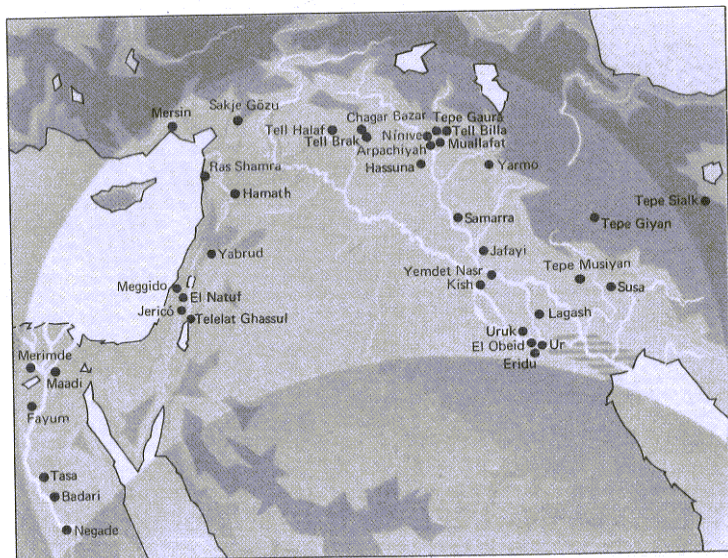 Mersin
Sakje Gözu
Tell Halaf
Chagar Bazar
Tell Brak
Tepe Gaura
Nínive
Tell Billa
Arpachiyah
Muallafat
Hassuna
Yarmo
Ras Shamra
Hamath
Tepe Sialk
Samarra
Tepe Giyan
Yabrud
Jafayi
Yemdet Nasr
Tepe Musiyan
Kish
Susa
Meggido
El Natuf
Jericó
Telelat Ghassul
Lagash
Uruk
El Obeid
Ur
Eridu
Merimde
Maadi
Fayum
Tasa
Badari
Negade